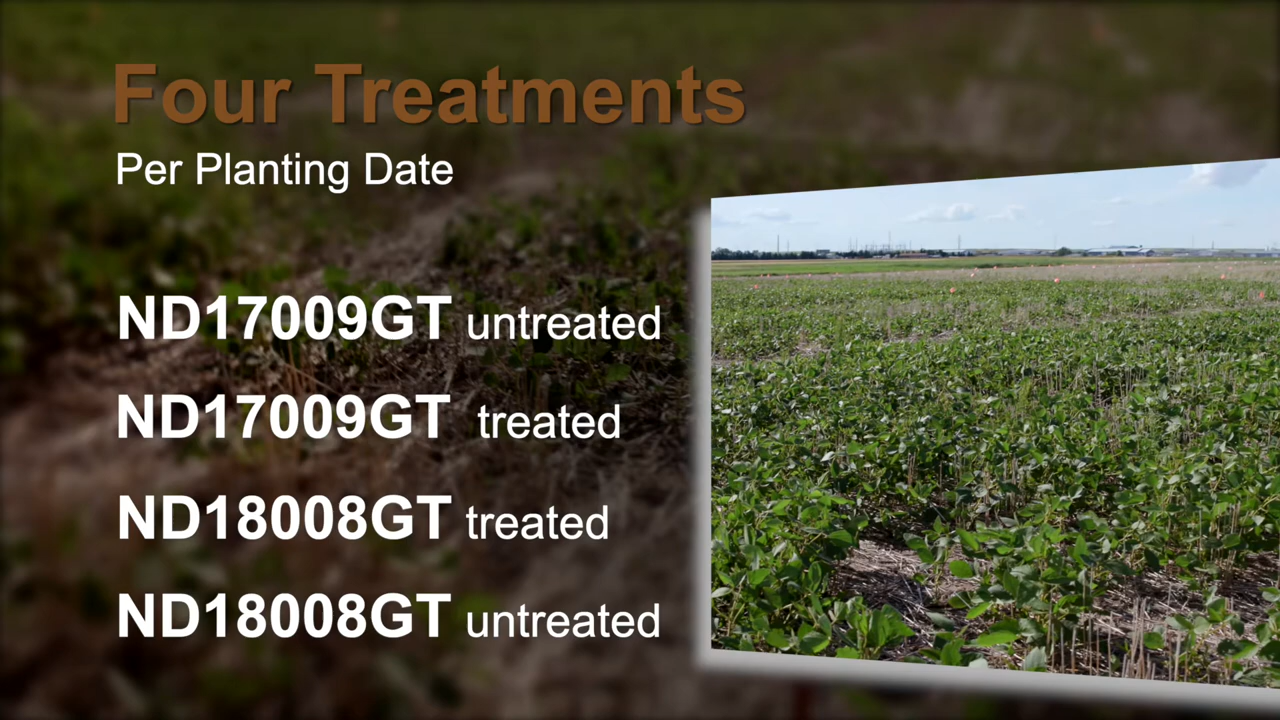 Four Treatments
Per Planting Date
ND17009GT untreated
ND17009GT treated
ND18008GT treated
ND18008GT untreated